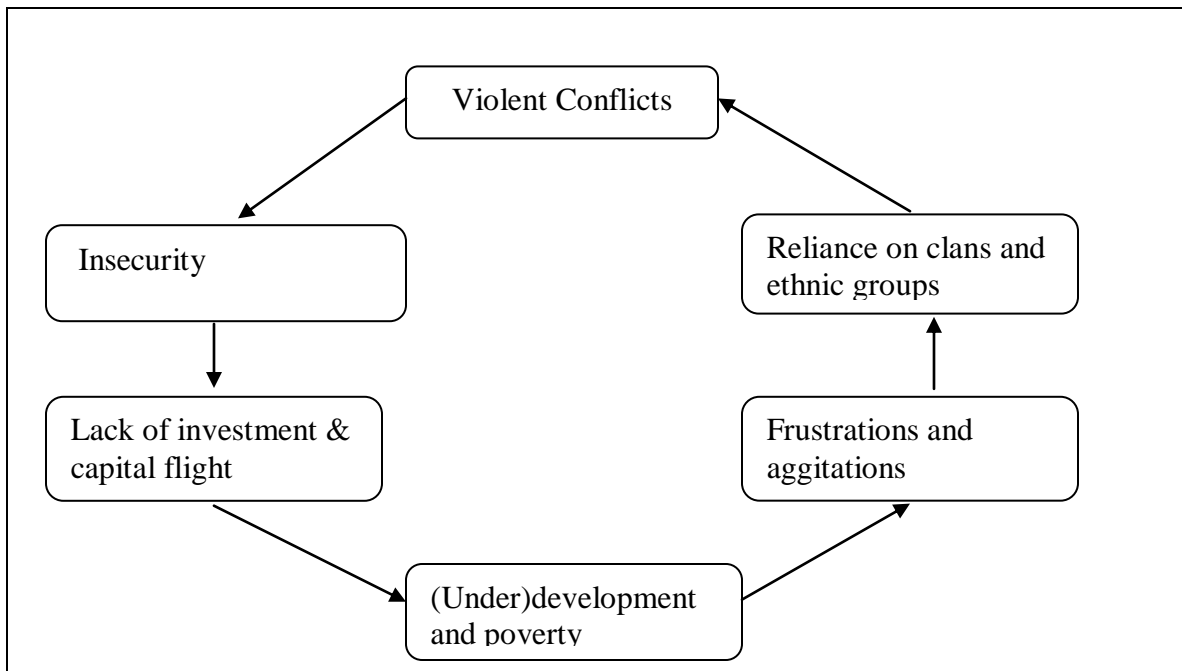 Violent Conflicts
Insecurity
Reliance on clans and
ethnic groups
Lack of investment &
capital flight
Frustrations and
aggitations
(Under)development
and poverty